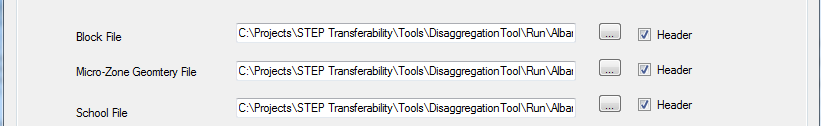 Block File C:\Projects\STEP Transferability\Tools\DisaggregationTool\Run\Alba ... Header
Micro-Zone Geomtery File C:\Projects\STEP Transferability\Tools\DisaggregationTool\Run\Alba ... Header
School File C:\Projects\STEP Transferability\Tools\DisaggregationTool\Run\Alba ... Header